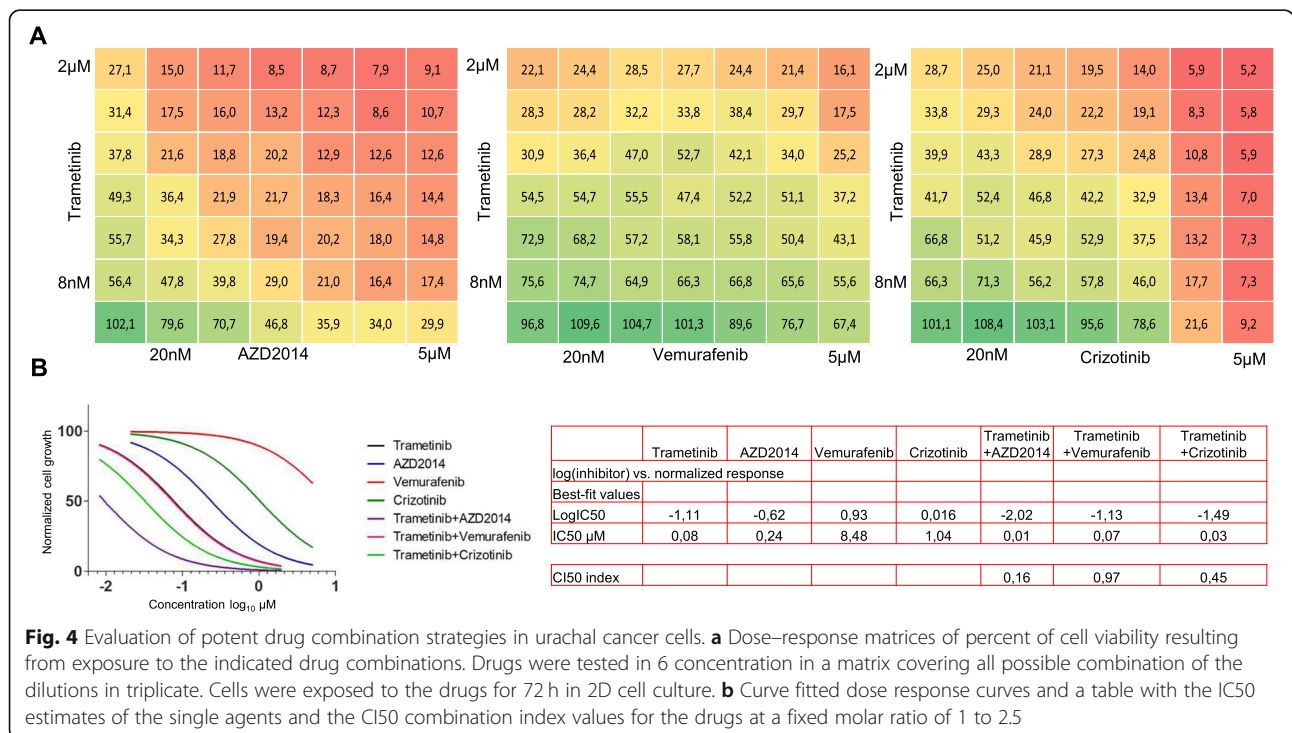 A
2µM 27,1 15,0 11,7 8,5 8,7 7,9 9,1
31,4 17,5 16,0 13,2 12,3 8,6 10,7
37,8 21,6 18,8 20,2 12,9 12,6 12,6
49,3 36,4 21,9 21,7 18,3 16,4 14,4
55,7 34,3 27,8 19,4 20,2 18,0 14,8
8nM 56,4 47,8 39,8 29,0 21,0 16,4 17,4
102,1 79,6 70,7 46,8 35,9 34,0 29,9
Trametinib
20nM AZD2014 5µM
2µM 22,1 24,4 28,5 27,7 24,4 21,4 16,1
28,3 28,2 32,2 33,8 38,4 29,7 17,5
30,9 36,4 47,0 52,7 42,1 34,0 25,2
54,5 54,7 55,5 47,4 52,2 51,1 37,2
72,9 68,2 57,2 58,1 55,8 50,4 43,1
8nM 75,6 74,7 64,9 66,3 66,8 65,6 55,6
96,8 109,6 104,7 101,3 89,6 76,7 67,4
Trametinib
20nM Vemurafenib 5µM
2µM 28,7 25,0 21,1 19,5 14,0 5,9 5,2
33,8 29,3 24,0 22,2 19,1 8,3 5,8
39,9 43,3 28,9 27,3 24,8 10,8 5,9
41,7 52,4 46,8 42,2 32,9 13,4 7,0
66,8 51,2 45,9 52,9 37,5 13,2 7,3
8nM 66,3 71,3 56,2 57,8 46,0 17,7 7,3
101,1 108,4 103,1 95,6 78,6 21,6 9,2
Trametinib
20nM Crizotinib 5µM
B
Normalized cell growth
100
50
0
-2 -1 0 1
Concentration log10 µM
Trametinib
AZD2014
Vemurafenib
Crizotinib
Trametinib+AZD2014
Trametinib+Vemurafenib
Trametinib+Crizotinib
Trametinib AZD2014 Vemurafenib Crizotinib Trametinib +AZD2014 Trametinib +Vemurafenib Trametinib +Crizotinib
log(inhibitor) vs. normalized response
Best-fit values
LogIC50 -1,11 -0,62 0,93 0,016 -2,02 -1,13 -1,49
IC50 µM 0,08 0,24 8,48 1,04 0,01 0,07 0,03
CI50 index 0,16 0,97 0,45
Fig. 4 Evaluation of potent drug combination strategies in urachal cancer cells. a Dose–response matrices of percent of cell viability resulting
from exposure to the indicated drug combinations. Drugs were tested in 6 concentration in a matrix covering all possible combination of the
dilutions in triplicate. Cells were exposed to the drugs for 72 h in 2D cell culture. b Curve fitted dose response curves and a table with the IC50
estimates of the single agents and the CI50 combination index values for the drugs at a fixed molar ratio of 1 to 2.5